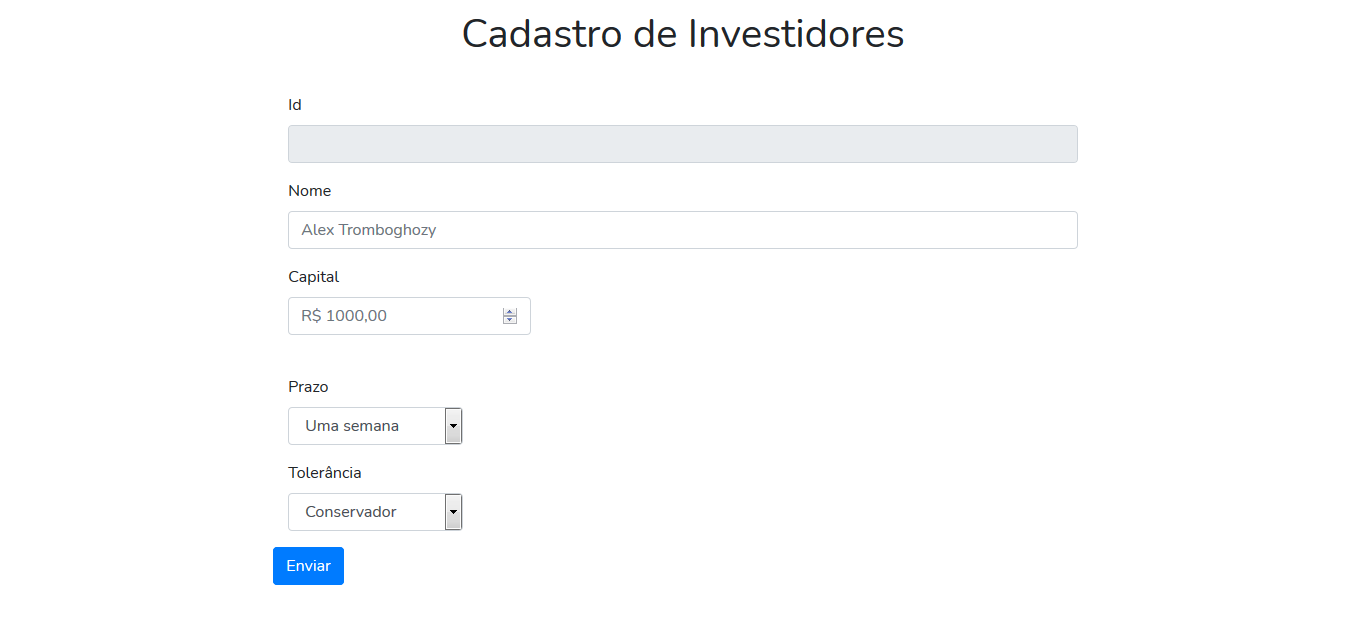 Cadastro de Investidores
Id
Nome
Alex Tromboghozy
Capital
R$ 1000,00
Prazo
Uma semana
Tolerância
Conservador
Enviar